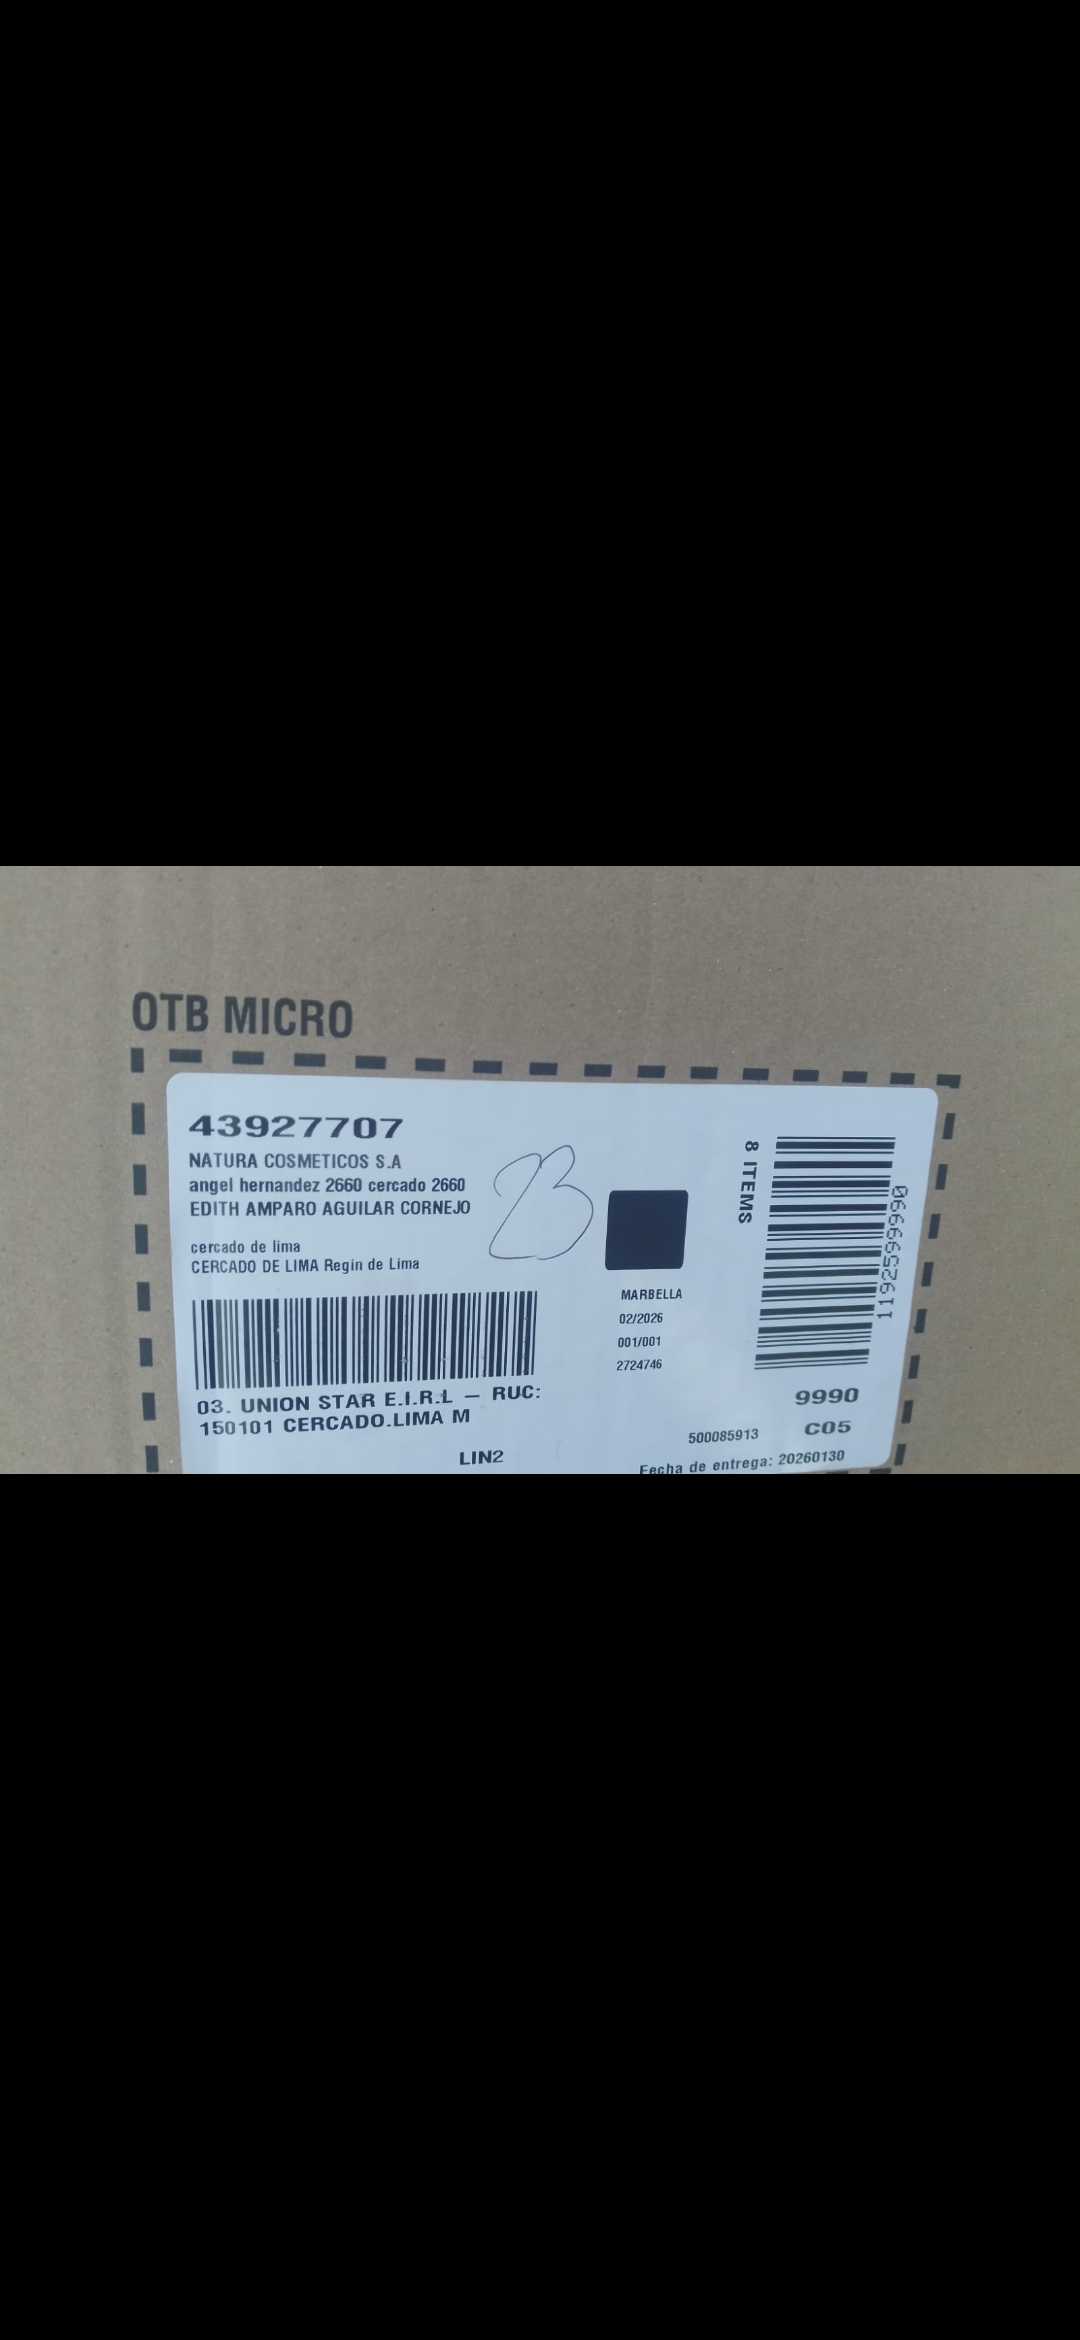 OTB MICRO
43927707
NATURA COSMETICOS S.A
angel hernandez 2660 cercado 2660
EDITH AMPARO AGUILAR CORNEJO
cercado de lima
CERCADO DE LIMA Regin de Lima
B
8 ITEMS
1192599990
MARBELLA
02/2026
001/001
2724746
03. UNION STAR E.I.R.L – RUC:
150101 CERCADO.LIMA M
LIN2
9990
C05
500085913
Fecha de entrega: 20260130